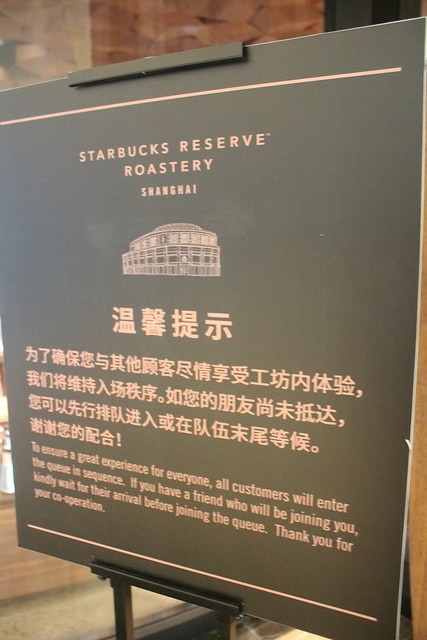 STARBUCKS RESERVE™
ROASTERY
SHANGHAI
温馨提示
为了确保您与其他顾客尽情享受工坊内体验，
我们将维持入场秩序。如您的朋友尚未抵达，
您可以先行排队进入或在队伍末尾等候。
谢谢您的配合！
To ensure a great experience for everyone, all customers will enter
the queue in sequence. If you have a friend who will be joining you,
kindly wait for their arrival before joining the queue. Thank you for
your co-operation.